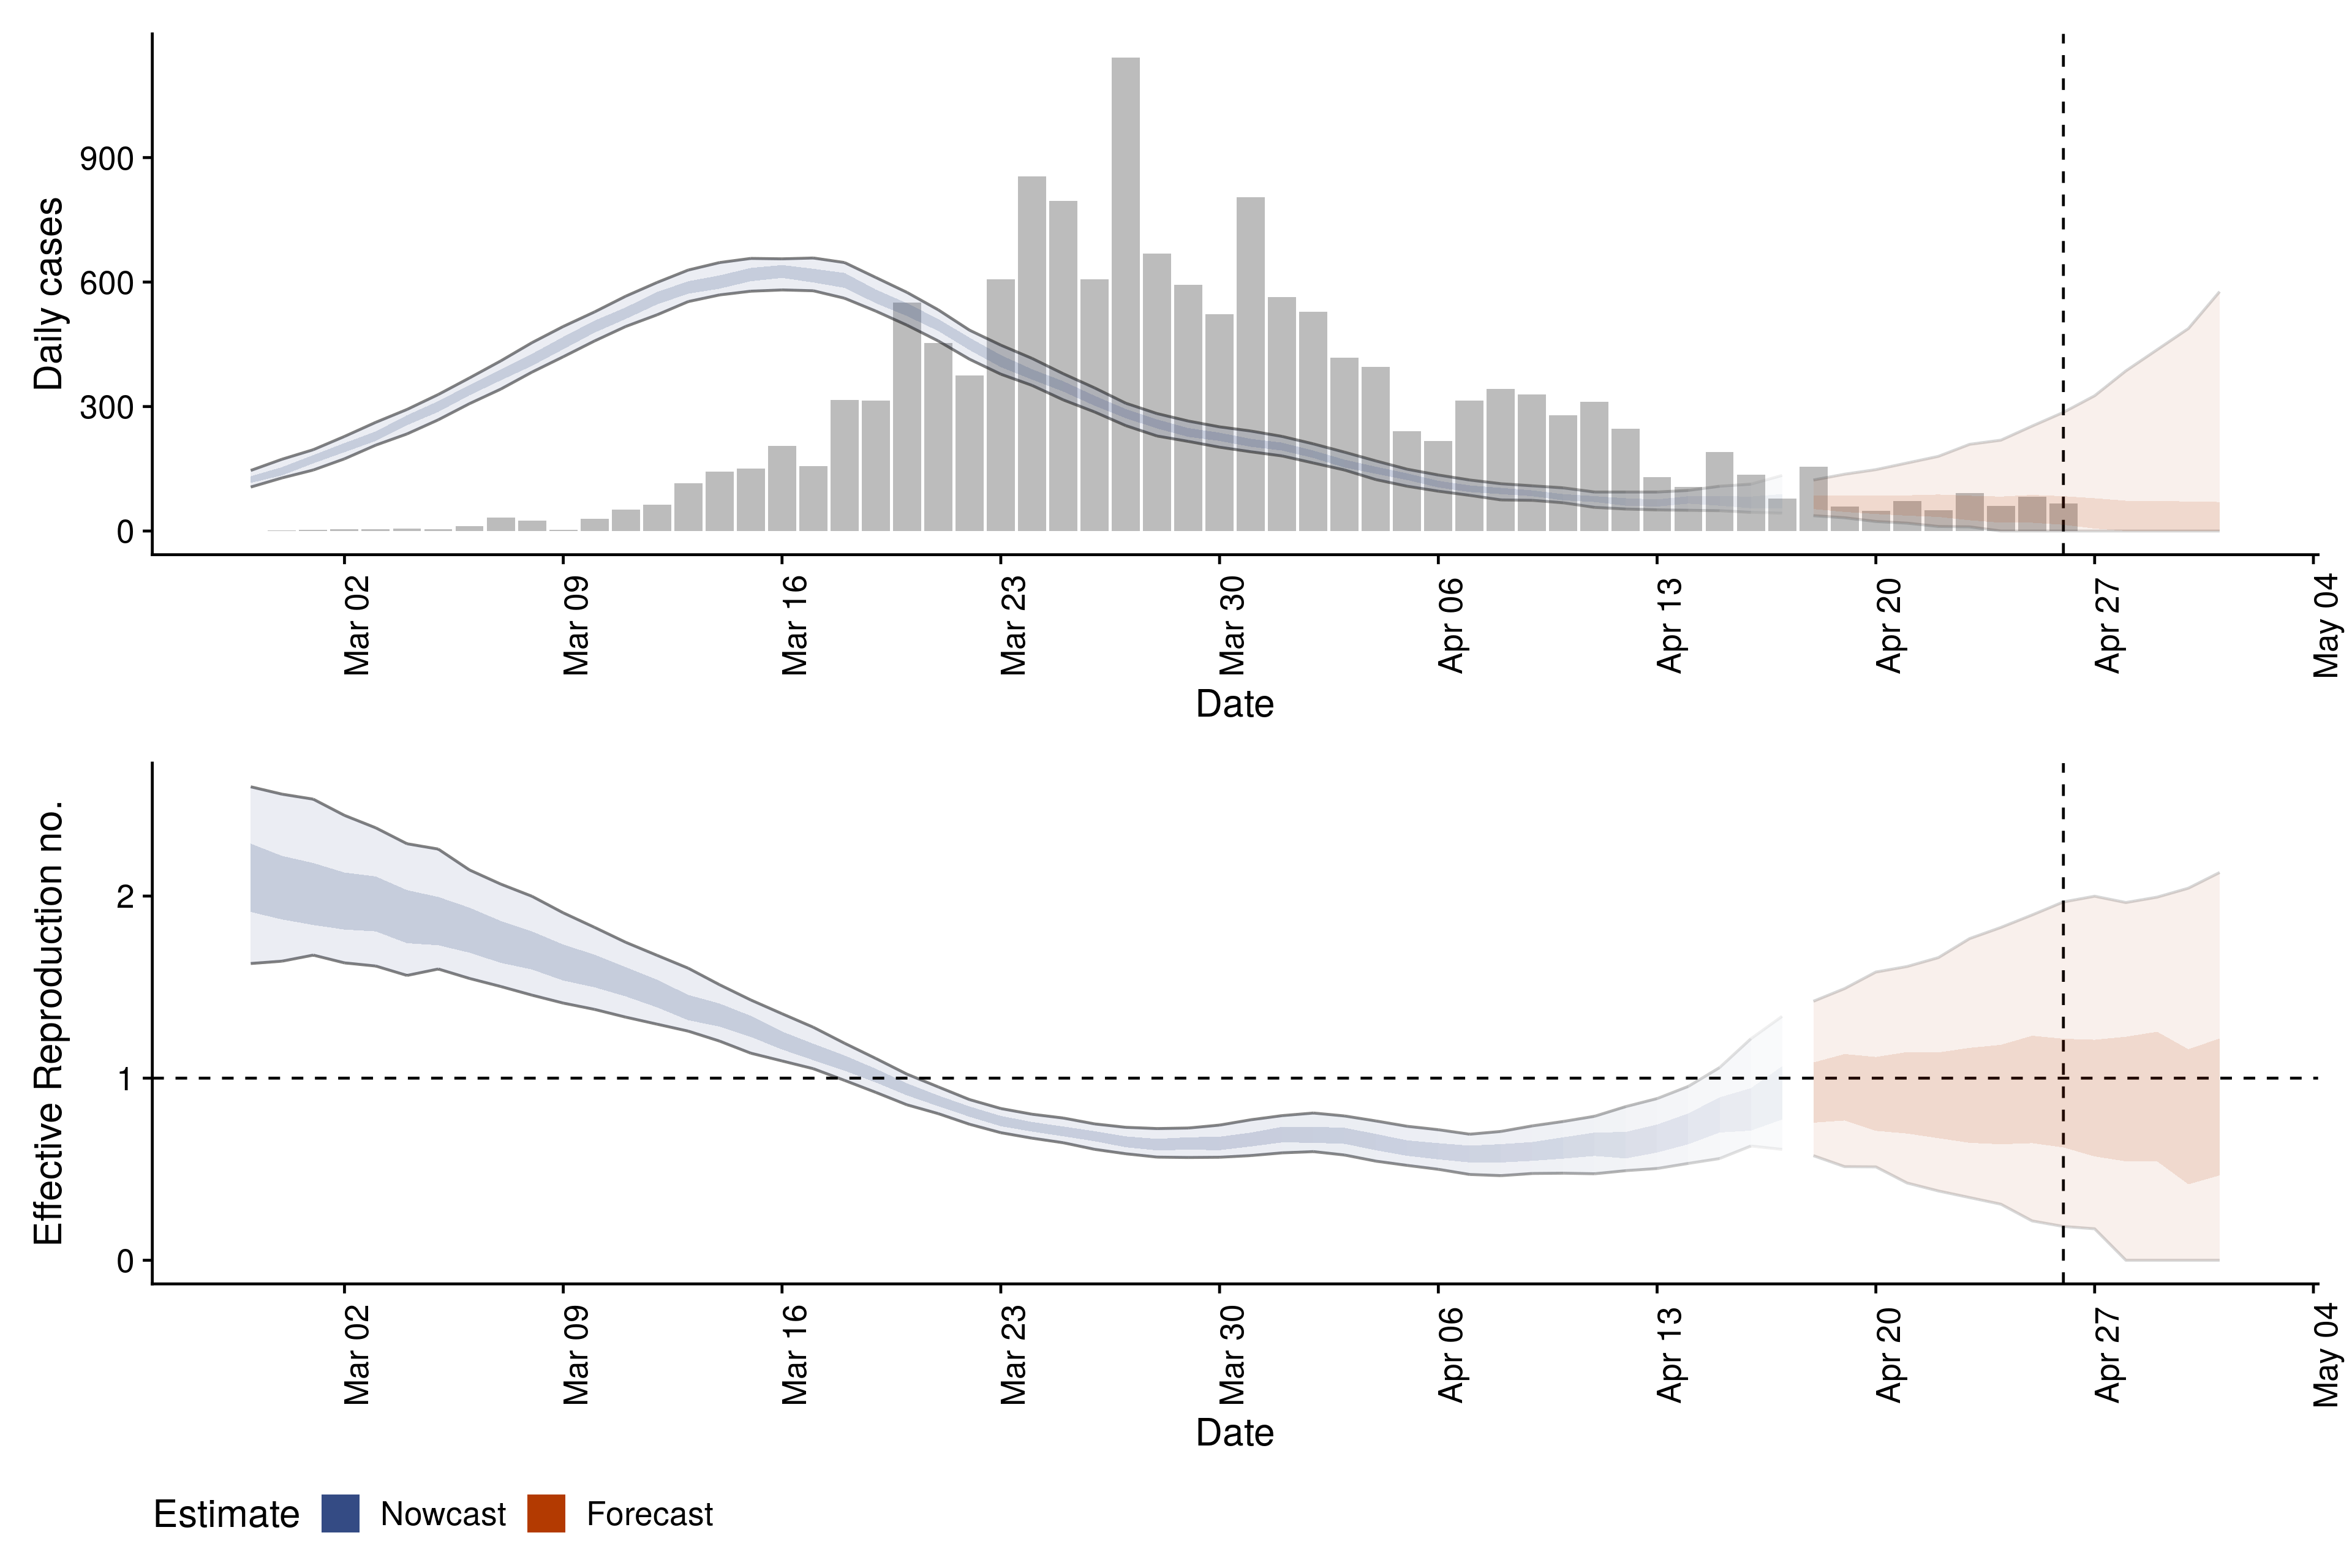 Daily cases
900
600
300
0
Mar 02
Mar 09
Mar 16
Mar 23
Mar 30
Apr 06
Apr 13
Apr 20
Apr 27
May 04
Date
Effective Reproduction no.
2
1
0
Mar 02
Mar 09
Mar 16
Mar 23
Mar 30
Apr 06
Apr 13
Apr 20
Apr 27
May 04
Date
Estimate Nowcast Forecast